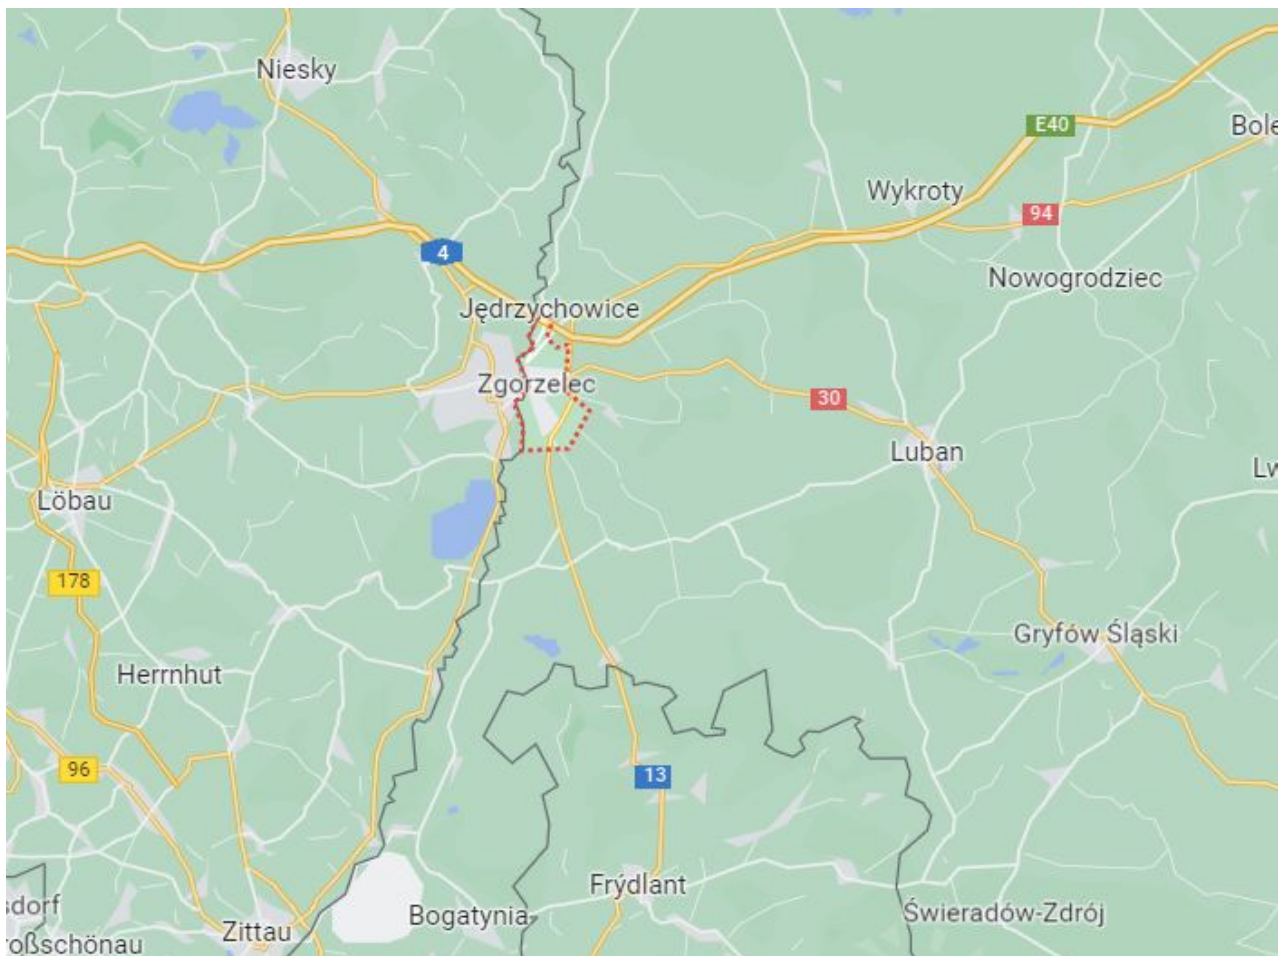 Niesky
E40
Bole
Wykroty
94
4
Nowogrodziec
Jędrzychowice
Zgorzelec
30
Luban
Lw
Löbau
178
Gryfów Śląski
Herrnhut
96
13
Frýdlant
sdorf
Bogatynia
Świeradów-Zdrój
Zittau
roßschönau